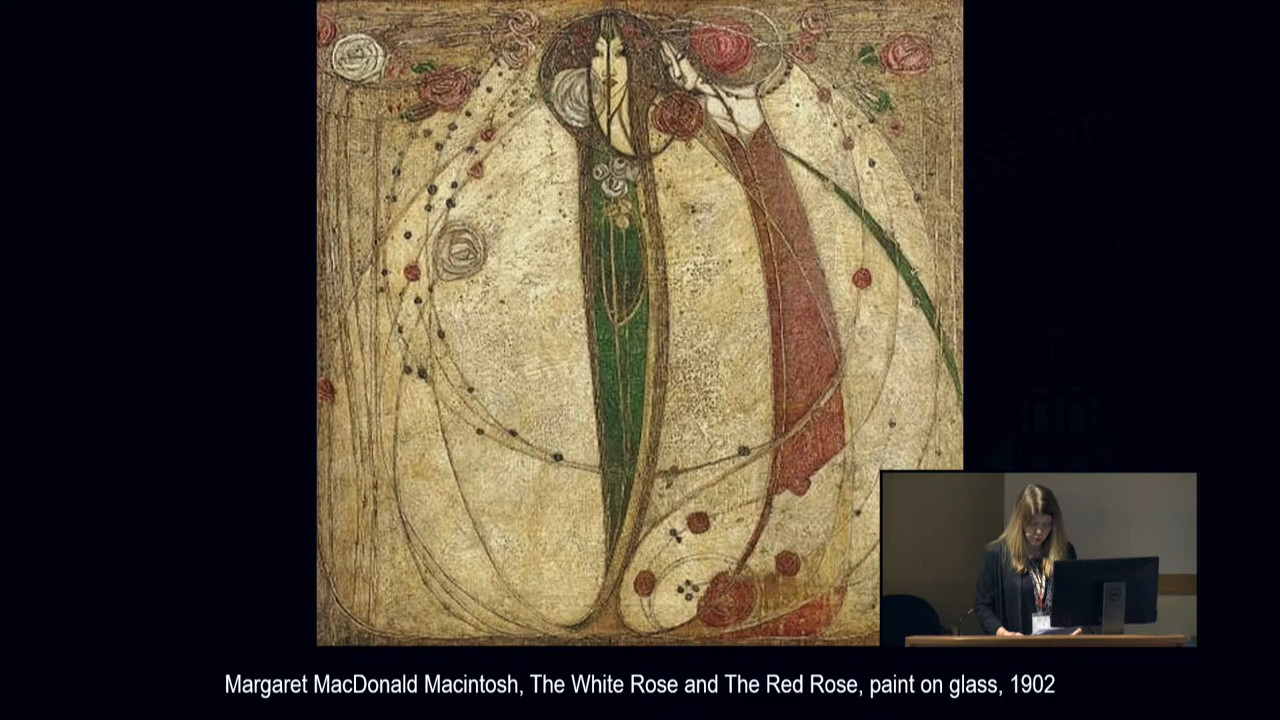 Margaret MacDonald Macintosh, The White Rose and The Red Rose, paint on glass, 1902